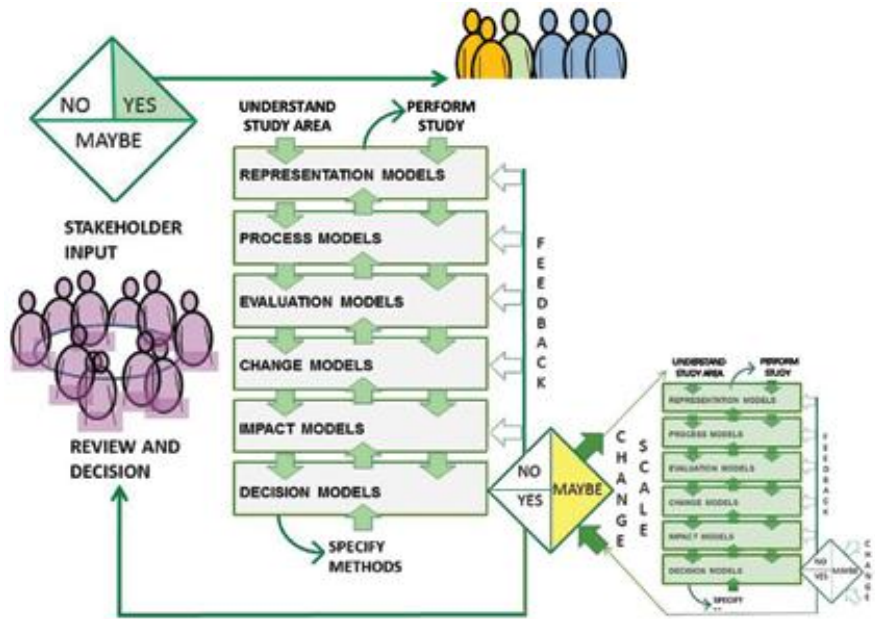 NO
YES
MAYBE
UNDERSTAND
STUDY AREA
PERFORM
STUDY
REPRESENTATION MODELS
PROCESS MODELS
EVALUATION MODELS
CHANGE MODELS
IMPACT MODELS
DECISION MODELS
SPECIFY
METHODS
FEEDBACK
STAKEHOLDER
INPUT
REVIEW AND
DECISION
NO
YES
MAYBE
CHANGE
SCALE
UNDERSTAND
STUDY AREA
PERFORM
STUDY
REPRESENTATION MODELS
PROCESS MODELS
EVALUATION MODELS
CHANGE MODELS
IMPACT MODELS
DECISION MODELS
SPECIFY
FEEDBACK
NO
YES
MAYBE
CHANGE